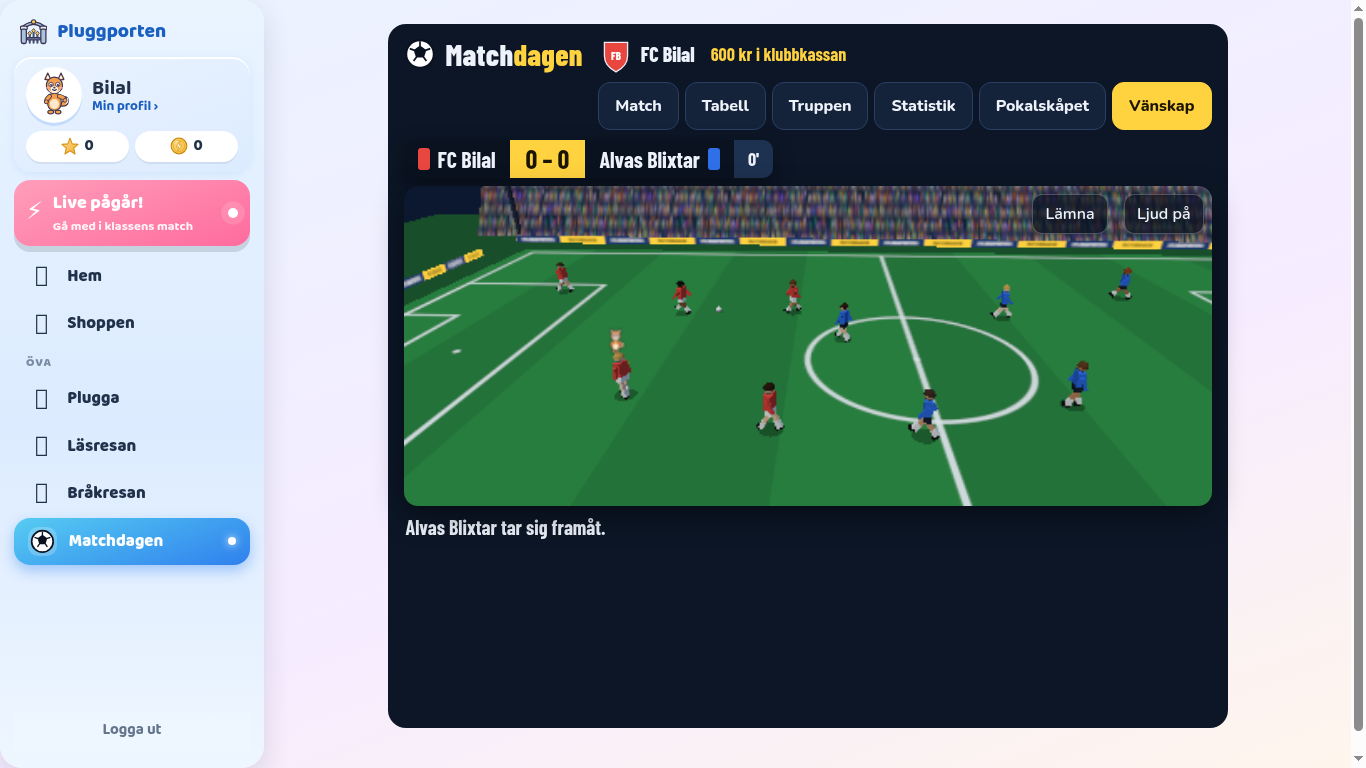 Pluggporten
Bilal
Min profil ›
0
0
Live pågår!
Gå med i klassens match
Hem
Shoppen
ÖVA
Plugga
Läsresan
Bråkresan
Matchdagen
Logga ut
Matchdagen
FB
FC Bilal
600 kr i klubbkassan
Match
Tabell
Truppen
Statistik
Pokalskåpet
Vänskap
FC Bilal
0 – 0
Alvas Blixtar
0'
Lämna
Ljud på
Alvas Blixtar tar sig framåt.